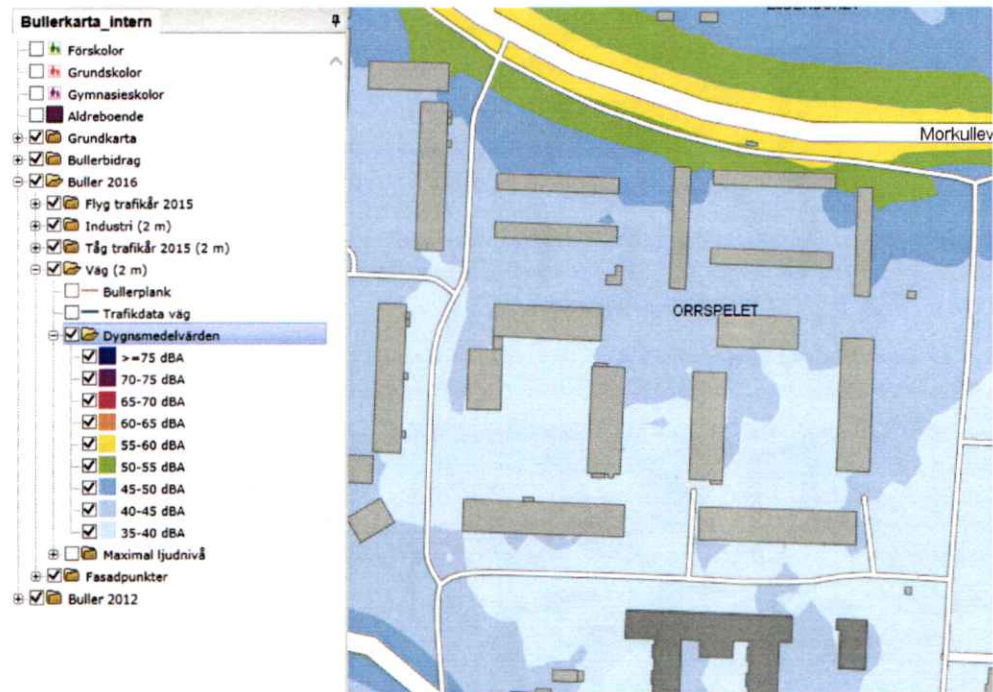 Bullerkarta_intern
Förskolor
Grundskolor
Gymnasieskolor
Aldreboende
Grundkarta
Bullerbidrag
Buller 2016
Flyg trafikår 2015
Industri (2 m)
Tåg trafikår 2015 (2 m)
Väg (2 m)
Bullerplank
Trafikdata väg
Dygnsmedelvärden
>=75 dBA
70-75 dBA
65-70 dBA
60-65 dBA
55-60 dBA
50-55 dBA
45-50 dBA
40-45 dBA
35-40 dBA
Maximal ljudnivå
Fasadpunkter
Buller 2012
Morkullev
ORRSPELET